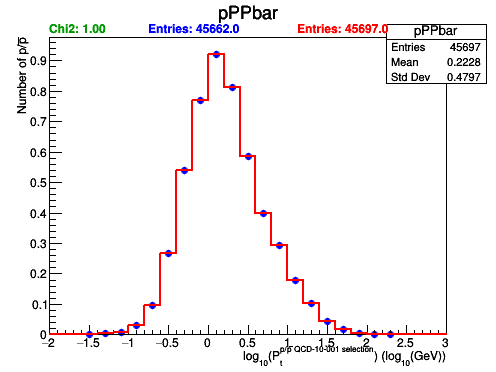 pPPbar
Chi2: 1.00 Entries: 45662.0 Entries: 45697.0
pPPbar
Entries 45697
Mean 0.2228
Std Dev 0.4797
Number of p/p̅
0.9
0.8
0.7
0.6
0.5
0.4
0.3
0.2
0.1
0
−2 −1.5 −1 −0.5 0 0.5 1 1.5 2 2.5 3
log10(Pt p/p̅ QCD-10-001 selection) (log10(GeV))